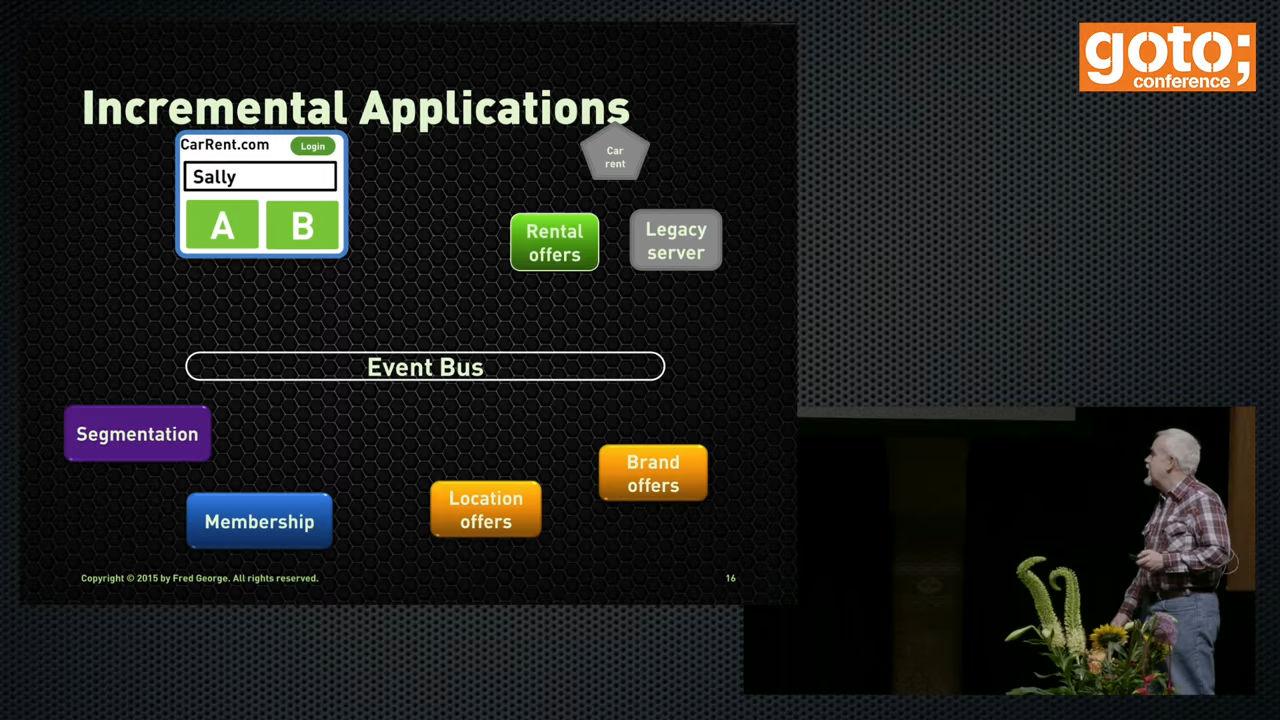 goto;
conference
Incremental Applications
CarRent.com
Login
Sally
A
B
Car
rent
Rental
offers
Legacy
server
Event Bus
Segmentation
Membership
Location
offers
Brand
offers
Copyright © 2015 by Fred George. All rights reserved.
16